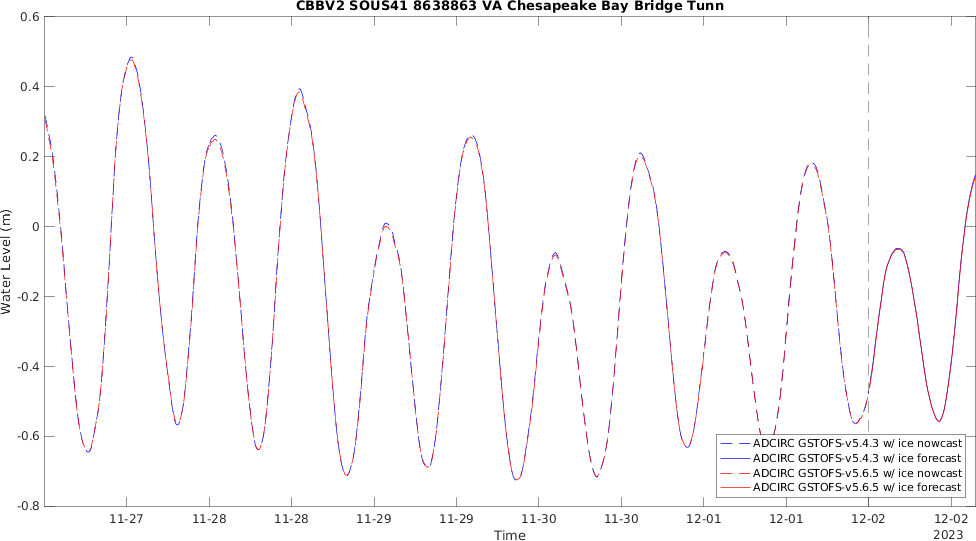 CBBV2 SOUS41 8638863 VA Chesapeake Bay Bridge Tunn
0.6
0.4
0.2
0
-0.2
-0.4
-0.6
-0.8
Water Level (m)
ADCIRC GSTOFS-v5.4.3 w/ ice nowcast
ADCIRC GSTOFS-v5.4.3 w/ ice forecast
ADCIRC GSTOFS-v5.6.5 w/ ice nowcast
ADCIRC GSTOFS-v5.6.5 w/ ice forecast
11-27 11-28 11-28 11-29 11-29 11-30 11-30 12-01 12-01 12-02 12-02
2023
Time